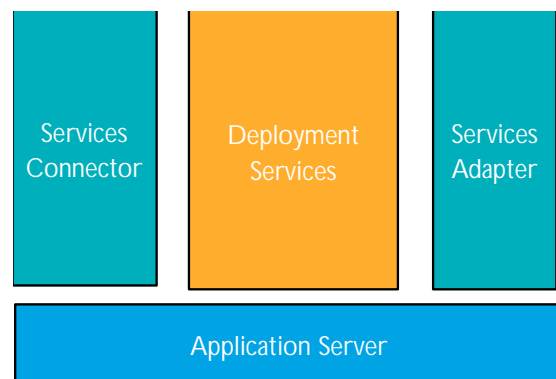 Services
Connector
Deployment
Services
Services
Adapter
Application Server